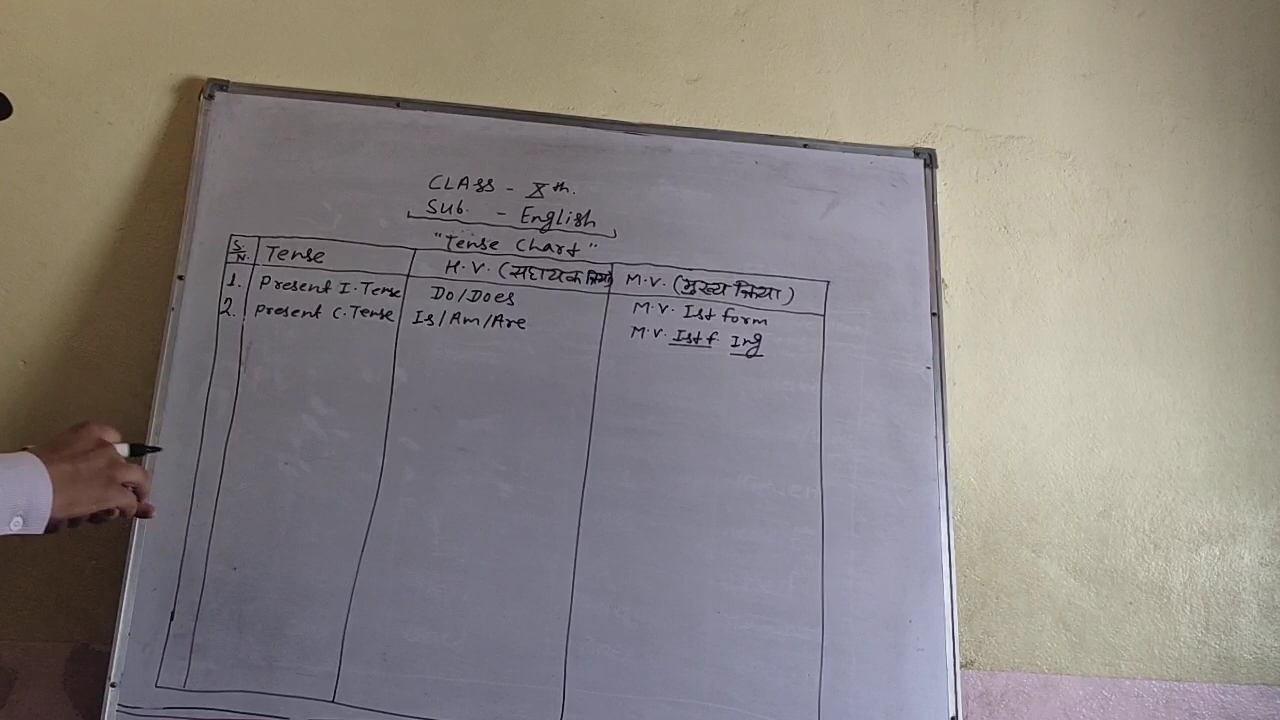 CLASS - Xth.
Sub. - English
"Tense Chart"
S.N. Tense H.V. (सहायक क्रिया) M.V. (मुख्य क्रिया)
1. Present I. Tense Do/Does M.V. Ist form
2. Present C. Tense Is/Am/Are M.V. Ist f. Ing